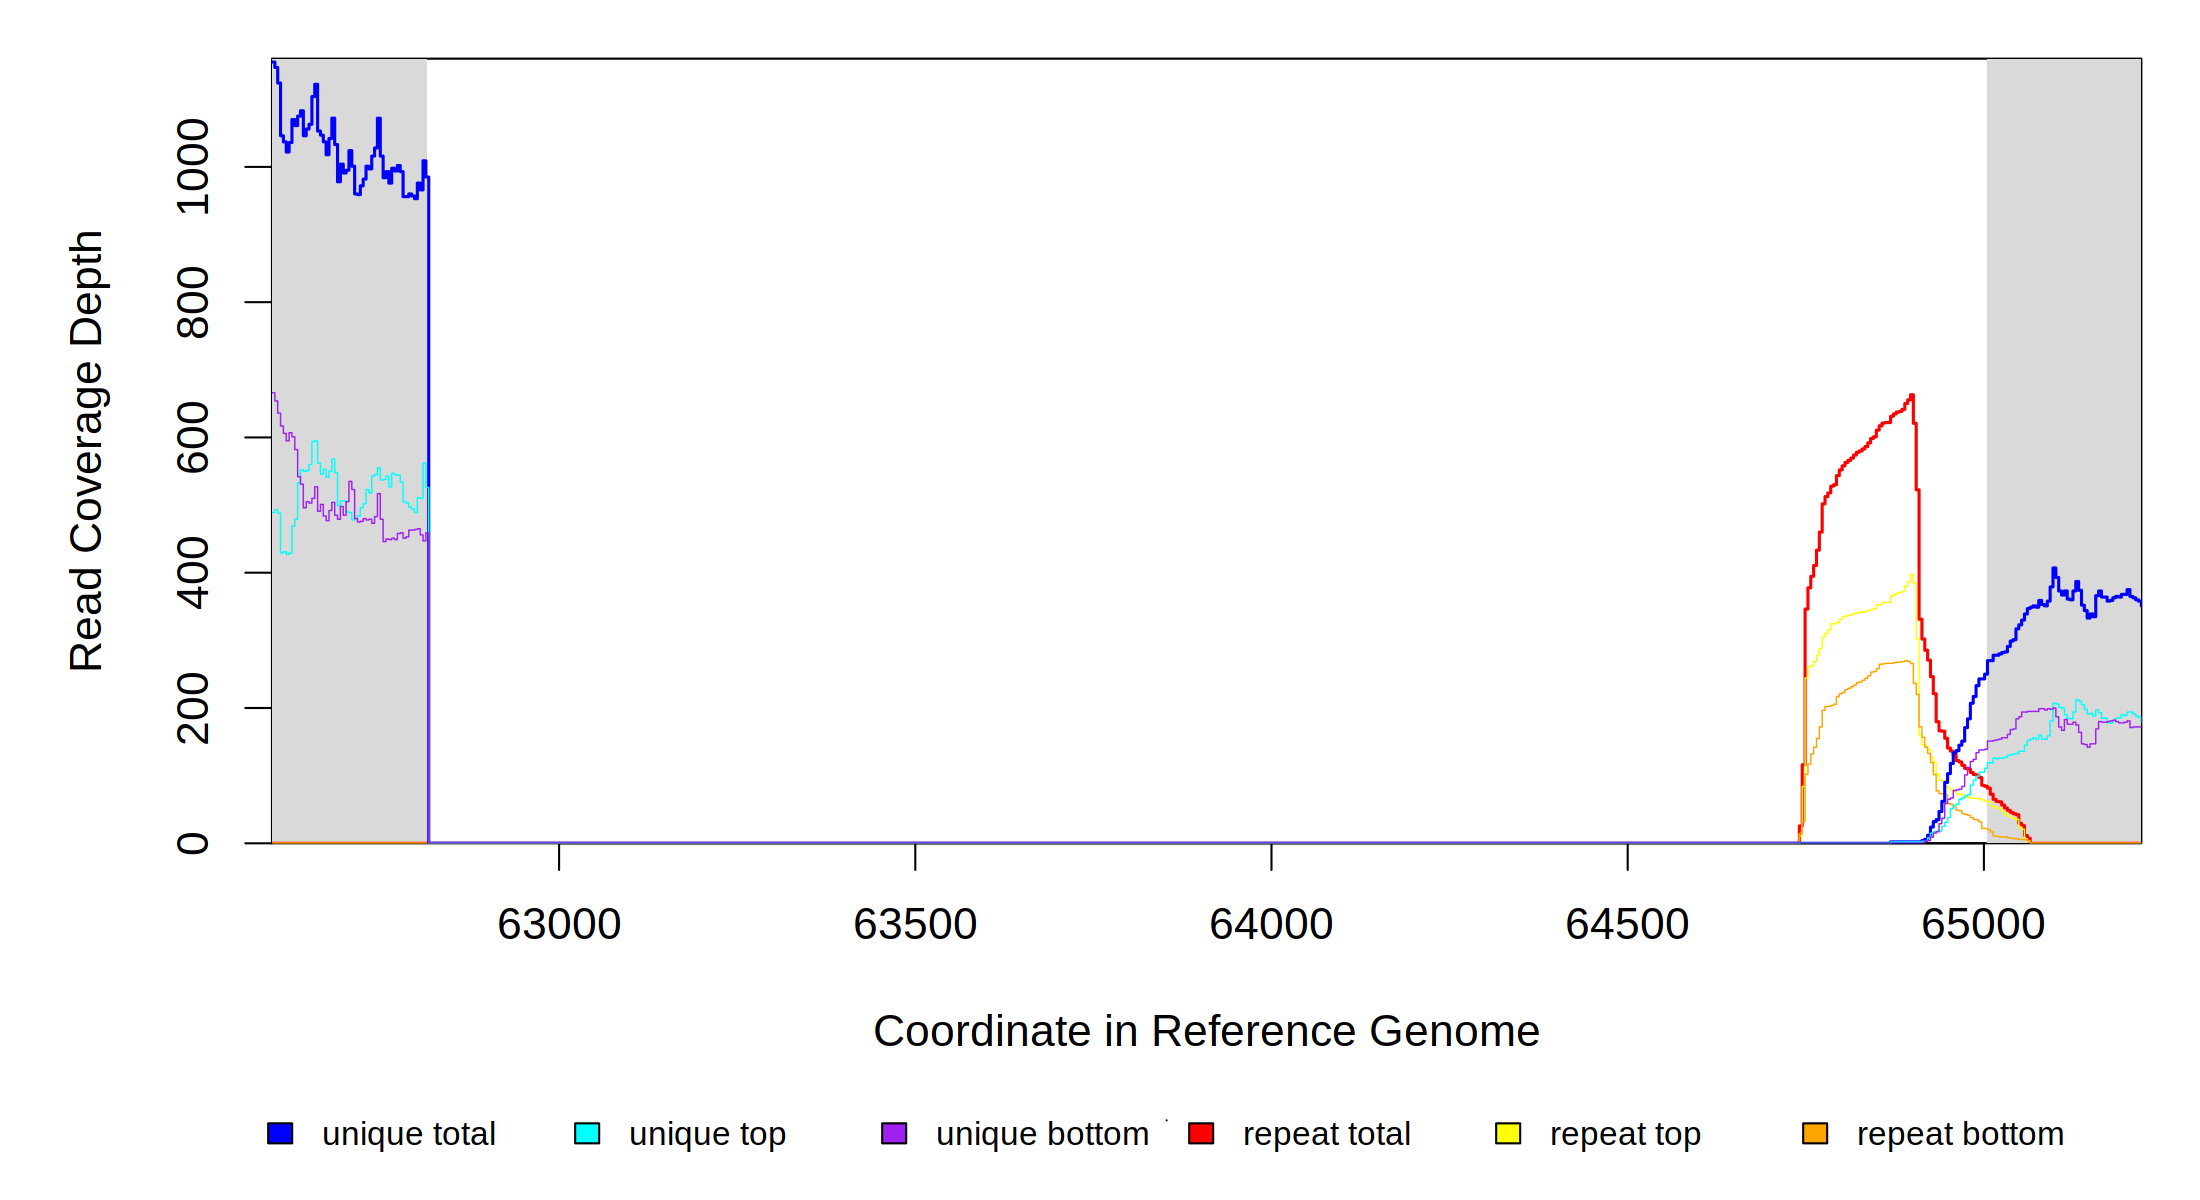 Read Coverage Depth
1000
800
600
400
200
0
63000 63500 64000 64500 65000
Coordinate in Reference Genome
unique total unique top unique bottom repeat total repeat top repeat bottom